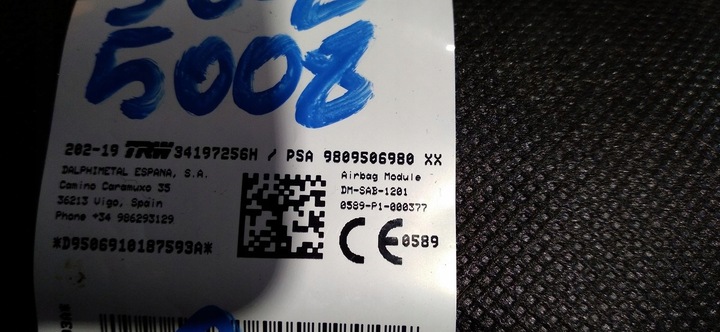 5008
202-19 TRW 34197256H / PSA 9809506980 XX
DALPHIMETAL ESPANA, S.A.
Camino Caramuxo 35
36213 Vigo, Spain
Phone +34 986293129
*D9506910187593A*
Airbag Module
DM-SAB-1201
0589-P1-000377
CE 0589